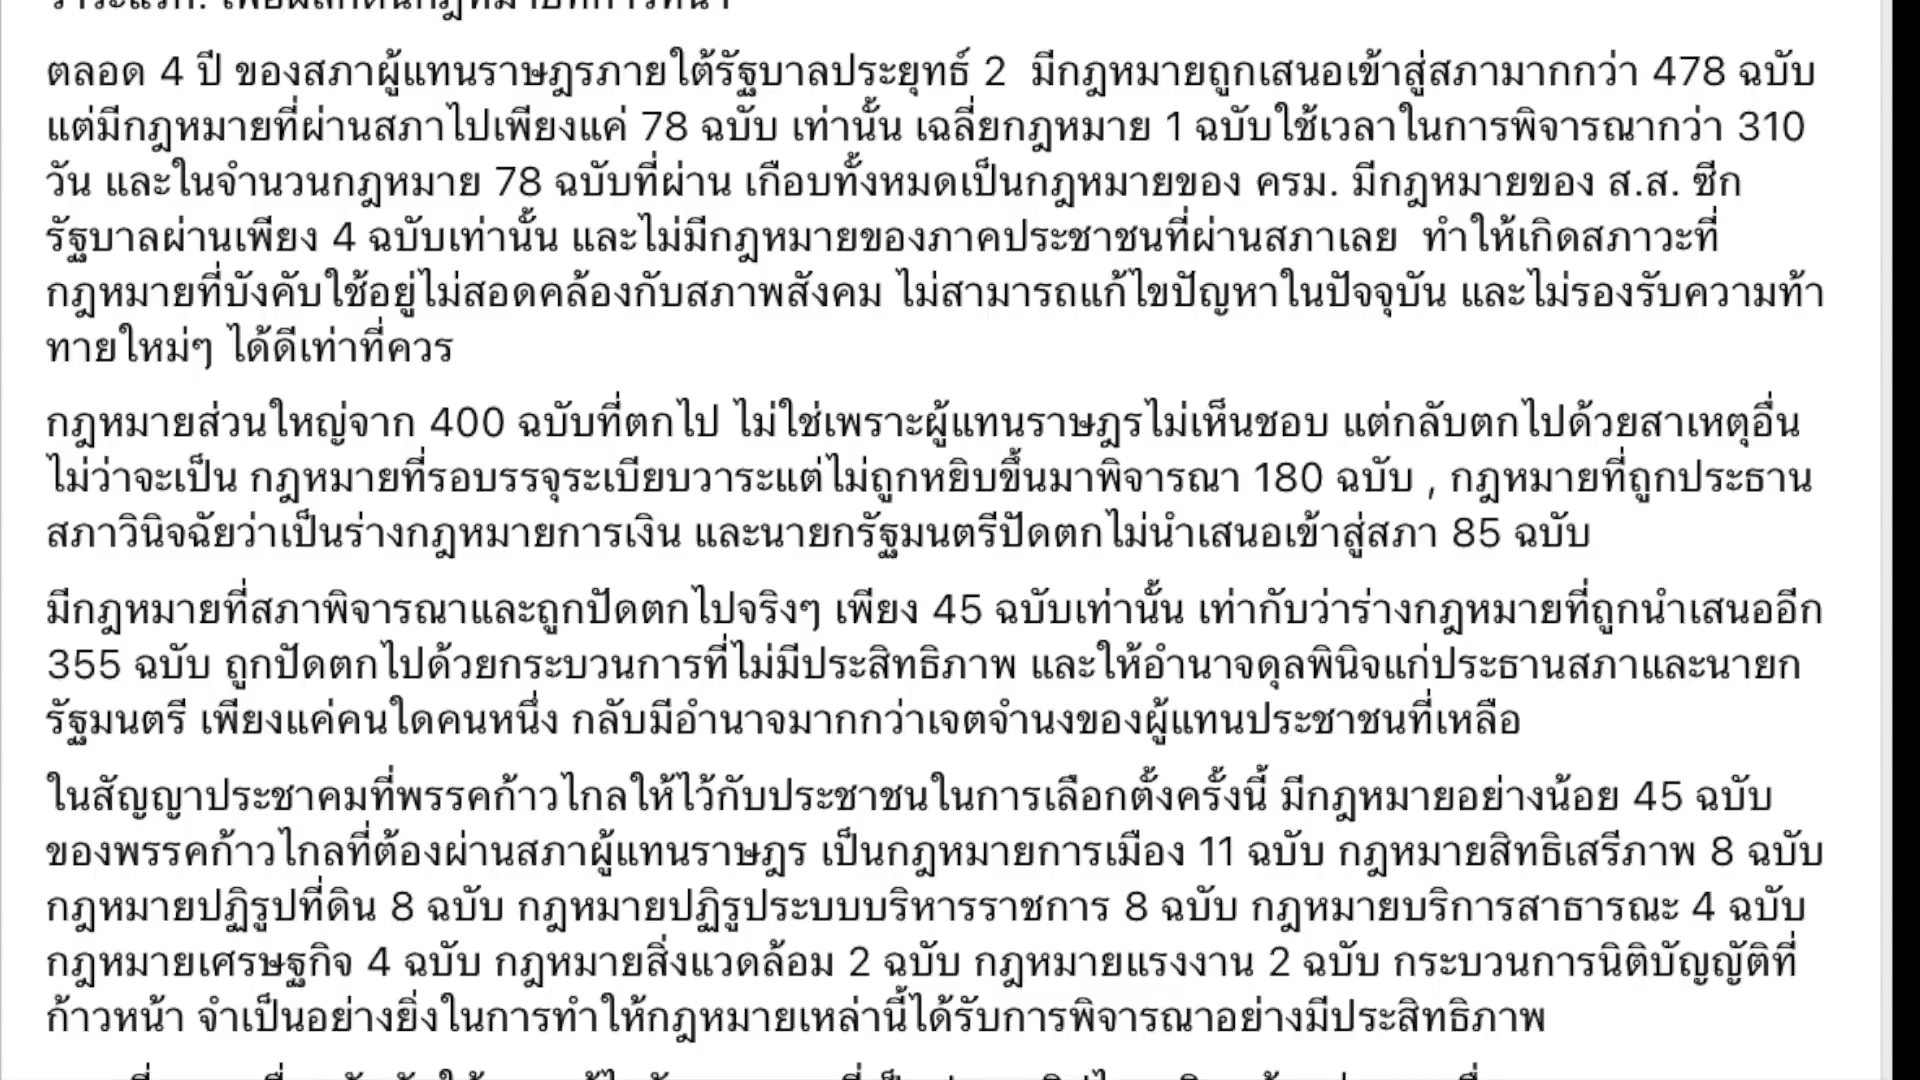 วาระแรก: เพื่อผลักดันกฎหมายที่ก้าวหน้า
ตลอด 4 ปี ของสภาผู้แทนราษฎรภายใต้รัฐบาลประยุทธ์ 2 มีกฎหมายถูกเสนอเข้าสู่สภามากกว่า 478 ฉบับ
แต่มีกฎหมายที่ผ่านสภาไปเพียงแค่ 78 ฉบับ เท่านั้น เฉลี่ยกฎหมาย 1 ฉบับใช้เวลาในการพิจารณากว่า 310
วัน และในจำนวนกฎหมาย 78 ฉบับที่ผ่าน เกือบทั้งหมดเป็นกฎหมายของ ครม. มีกฎหมายของ ส.ส. ซีก
รัฐบาลผ่านเพียง 4 ฉบับเท่านั้น และไม่มีกฎหมายของภาคประชาชนที่ผ่านสภาเลย ทำให้เกิดสภาวะที่
กฎหมายที่บังคับใช้อยู่ไม่สอดคล้องกับสภาพสังคม ไม่สามารถแก้ไขปัญหาในปัจจุบัน และไม่รองรับความท้า
ทายใหม่ๆ ได้ดีเท่าที่ควร
กฎหมายส่วนใหญ่จาก 400 ฉบับที่ตกไป ไม่ใช่เพราะผู้แทนราษฎรไม่เห็นชอบ แต่กลับตกไปด้วยสาเหตุอื่น
ไม่ว่าจะเป็น กฎหมายที่รอบรรจุระเบียบวาระแต่ไม่ถูกหยิบขึ้นมาพิจารณา 180 ฉบับ , กฎหมายที่ถูกประธาน
สภาวินิจฉัยว่าเป็นร่างกฎหมายการเงิน และนายกรัฐมนตรีปัดตกไม่นำเสนอเข้าสู่สภา 85 ฉบับ
มีกฎหมายที่สภาพิจารณาและถูกปัดตกไปจริงๆ เพียง 45 ฉบับเท่านั้น เท่ากับว่าร่างกฎหมายที่ถูกนำเสนออีก
355 ฉบับ ถูกปัดตกไปด้วยกระบวนการที่ไม่มีประสิทธิภาพ และให้อำนาจดุลพินิจแก่ประธานสภาและนายก
รัฐมนตรี เพียงแค่คนใดคนหนึ่ง กลับมีอำนาจมากกว่าเจตจำนงของผู้แทนประชาชนที่เหลือ
ในสัญญาประชาคมที่พรรคก้าวไกลให้ไว้กับประชาชนในการเลือกตั้งครั้งนี้ มีกฎหมายอย่างน้อย 45 ฉบับ
ของพรรคก้าวไกลที่ต้องผ่านสภาผู้แทนราษฎร เป็นกฎหมายการเมือง 11 ฉบับ กฎหมายสิทธิเสรีภาพ 8 ฉบับ
กฎหมายปฏิรูปที่ดิน 8 ฉบับ กฎหมายปฏิรูประบบบริหารราชการ 8 ฉบับ กฎหมายบริการสาธารณะ 4 ฉบับ
กฎหมายเศรษฐกิจ 4 ฉบับ กฎหมายสิ่งแวดล้อม 2 ฉบับ กฎหมายแรงงาน 2 ฉบับ กระบวนการนิติบัญญัติที่
ก้าวหน้า จำเป็นอย่างยิ่งในการทำให้กฎหมายเหล่านี้ได้รับการพิจารณาอย่างมีประสิทธิภาพ